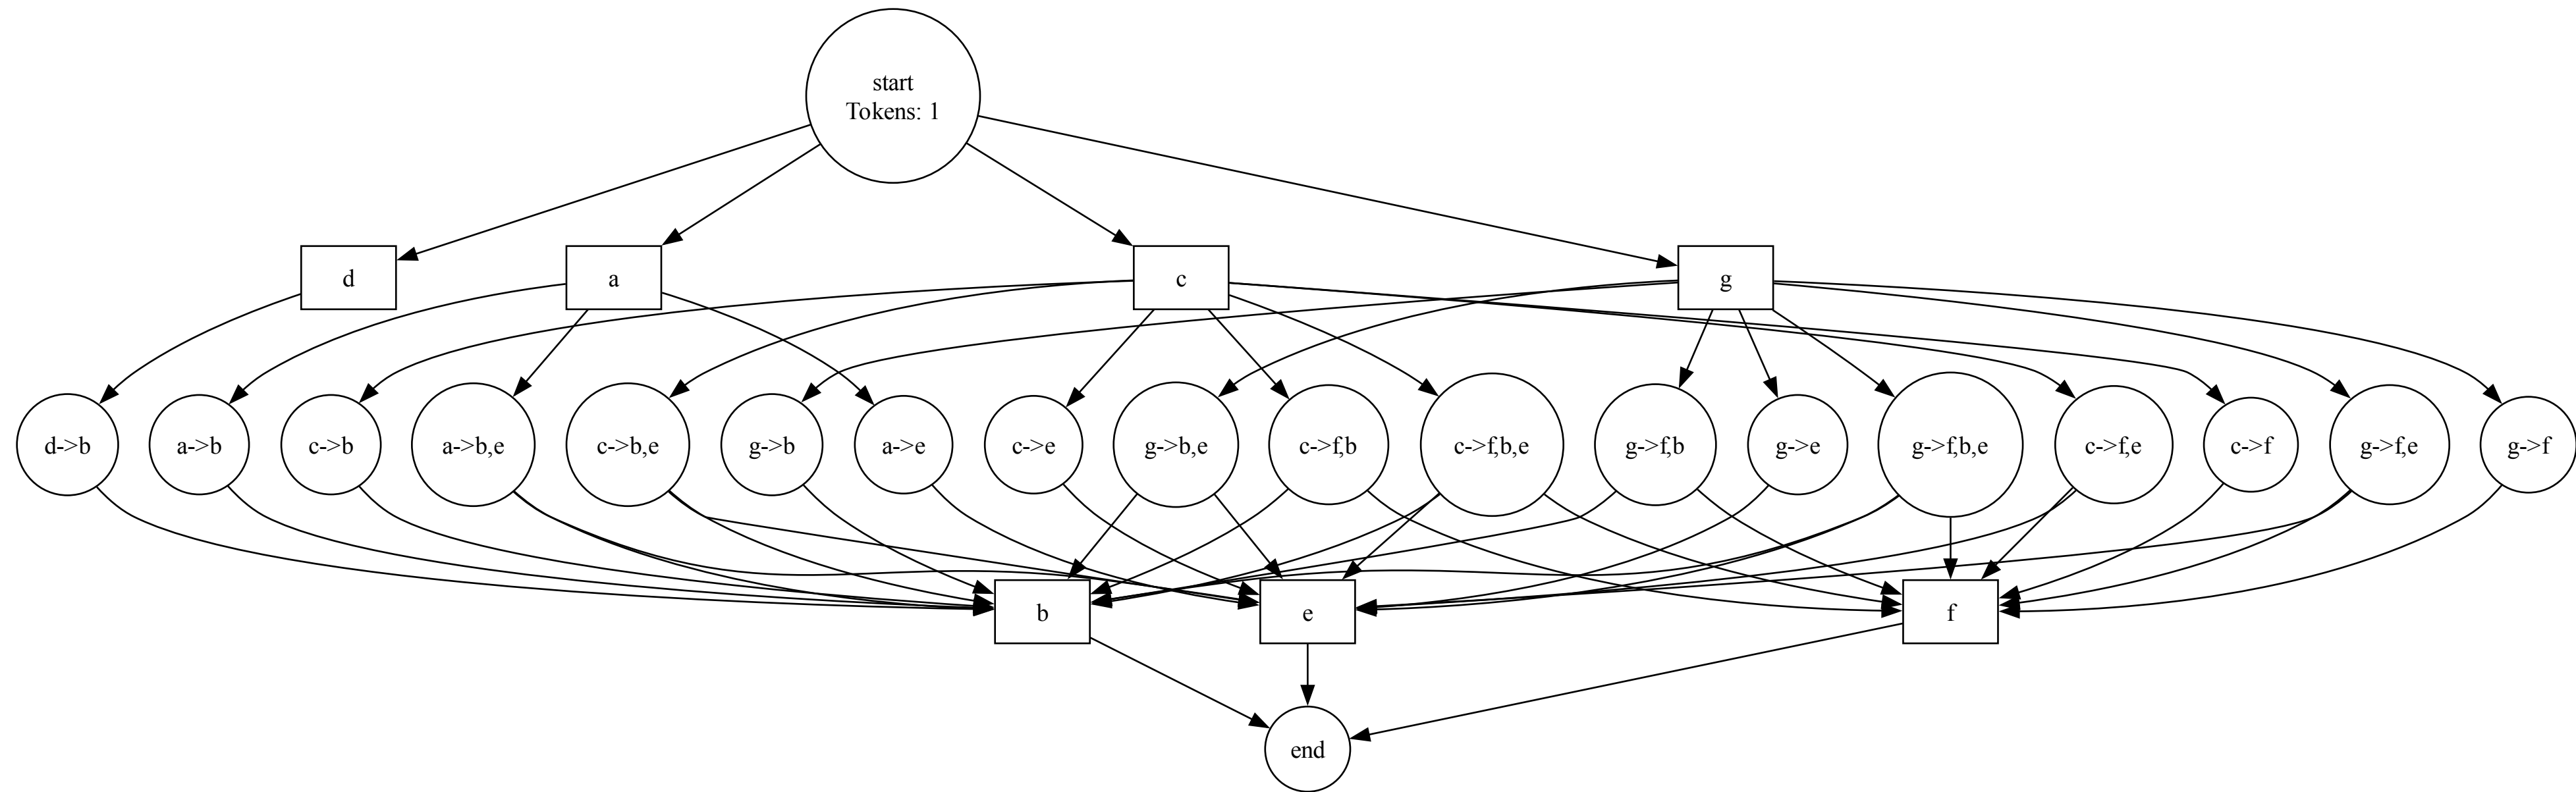 start
Tokens: 1
d
a
c
g
d->b
a->b
c->b
a->b,e
c->b,e
g->b
a->e
c->e
g->b,e
c->f,b
c->f,b,e
g->f,b
g->e
g->f,b,e
c->f,e
c->f
g->f,e
g->f
b
e
f
end